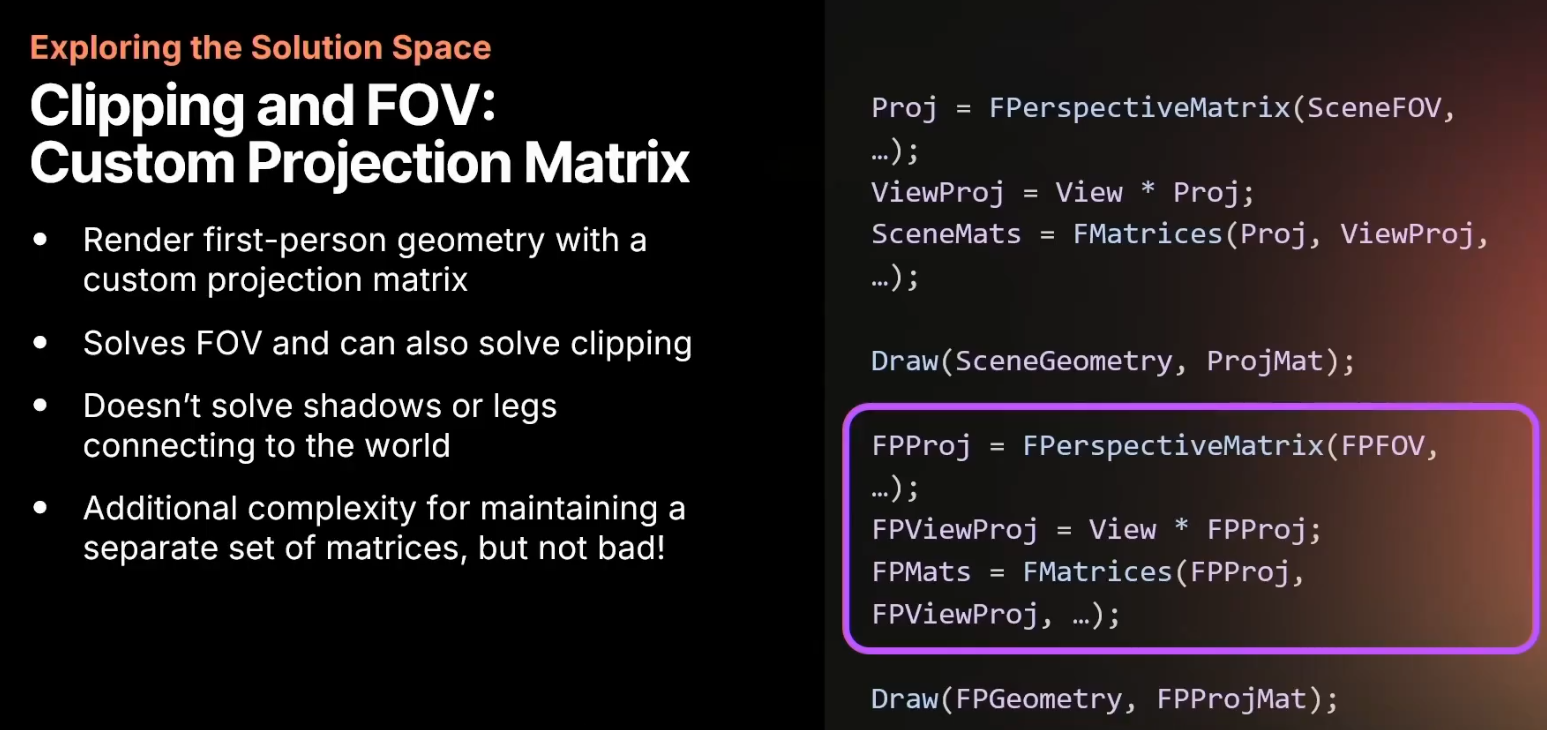 Exploring the Solution Space
Clipping and FOV:
Custom Projection Matrix
• Render first-person geometry with a
custom projection matrix
• Solves FOV and can also solve clipping
• Doesn’t solve shadows or legs
connecting to the world
• Additional complexity for maintaining a
separate set of matrices, but not bad!
Proj = FPerspectiveMatrix(SceneFOV,
…);
ViewProj = View * Proj;
SceneMats = FMatrices(Proj, ViewProj,
…);
Draw(SceneGeometry, ProjMat);
FPProj = FPerspectiveMatrix(FPFOV,
…);
FPViewProj = View * FPProj;
FPMats = FMatrices(FPProj,
FPViewProj, …);
Draw(FPGeometry, FPProjMat);